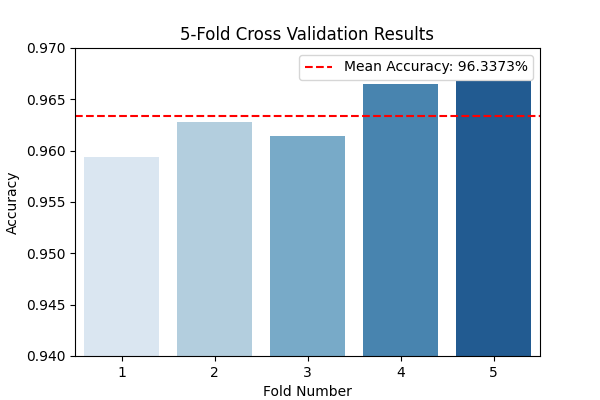 5-Fold Cross Validation Results
Mean Accuracy: 96.3373%
0.970
0.965
0.960
0.955
0.950
0.945
0.940
Accuracy
1 2 3 4 5
Fold Number